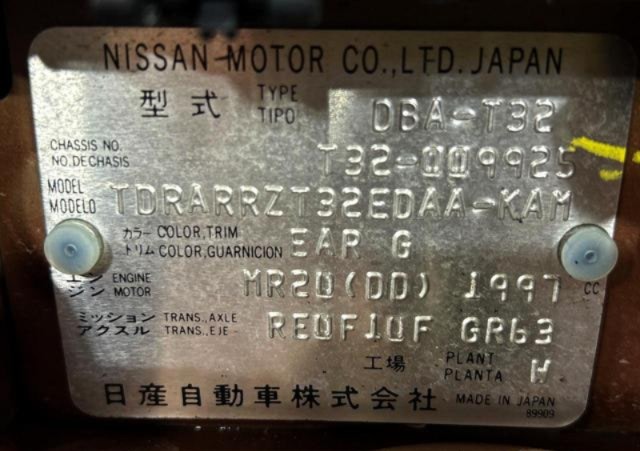 NISSAN MOTOR CO.,LTD. JAPAN
型式 TYPE TIPO DBA-T32
CHASSIS NO. NO.DE CHASIS T32-009925
MODEL MODELO TDRARRZT32EDAA-KAM
カラー COLOR,TRIM トリム COLOR,GUARNICION EAR G
エンジン ENGINE MOTOR MR20(DD) 1997 CC
ミッション TRANS.,AXLE アクスル TRANS.,EJE RE0F10F GR63
工場 PLANT PLANTA W
日産自動車株式会社 MADE IN JAPAN
89909